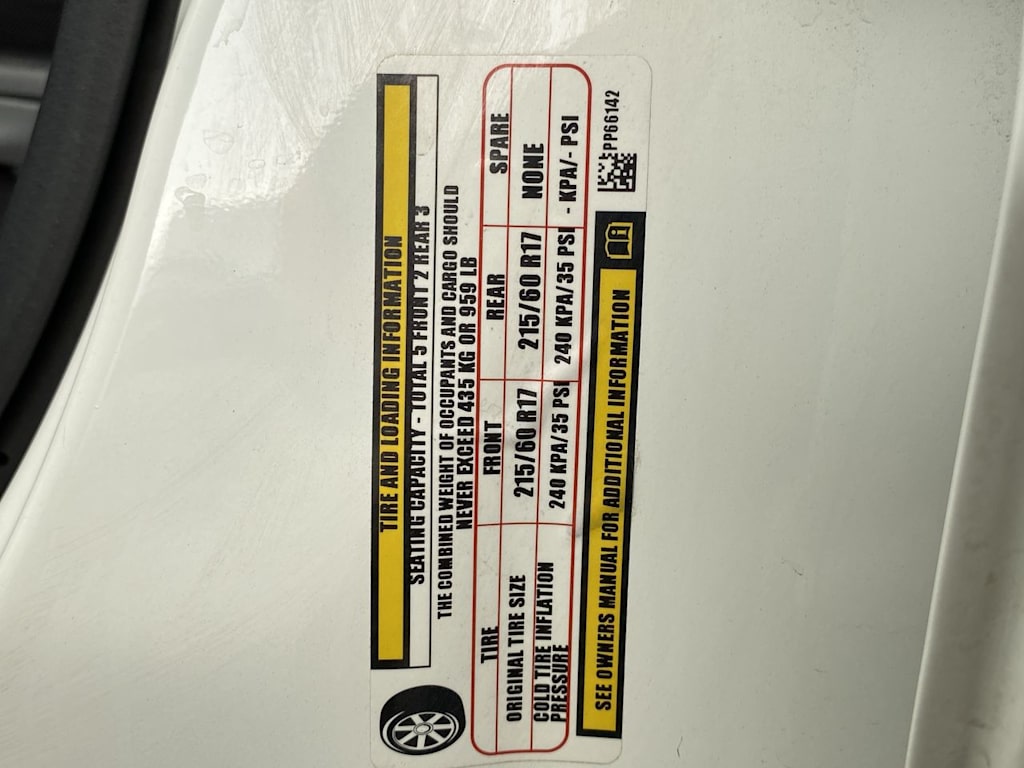 TIRE AND LOADING INFORMATION
SEATING CAPACITY - TOTAL 5 FRONT 2 REAR 3
THE COMBINED WEIGHT OF OCCUPANTS AND CARGO SHOULD
NEVER EXCEED 435 KG OR 959 LB
TIRE FRONT REAR SPARE
ORIGINAL TIRE SIZE 215/60 R17 215/60 R17 NONE
COLD TIRE INFLATION
PRESSURE 240 KPA/35 PSI 240 KPA/35 PSI - KPA/- PSI
SEE OWNERS MANUAL FOR ADDITIONAL INFORMATION
PP66142